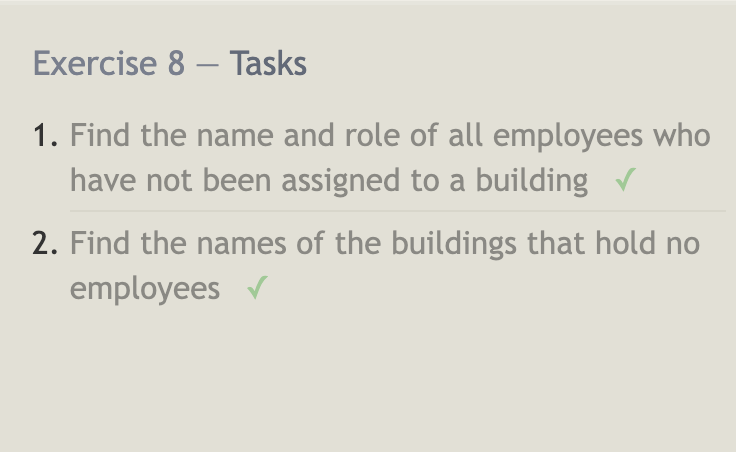 Exercise 8 — Tasks
1. Find the name and role of all employees who
have not been assigned to a building ✓
2. Find the names of the buildings that hold no
employees ✓